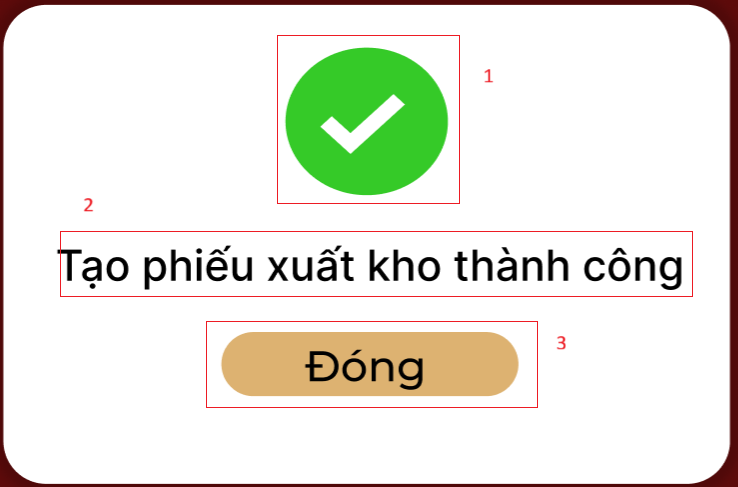 1
2
Tạo phiếu xuất kho thành công
Đóng
3